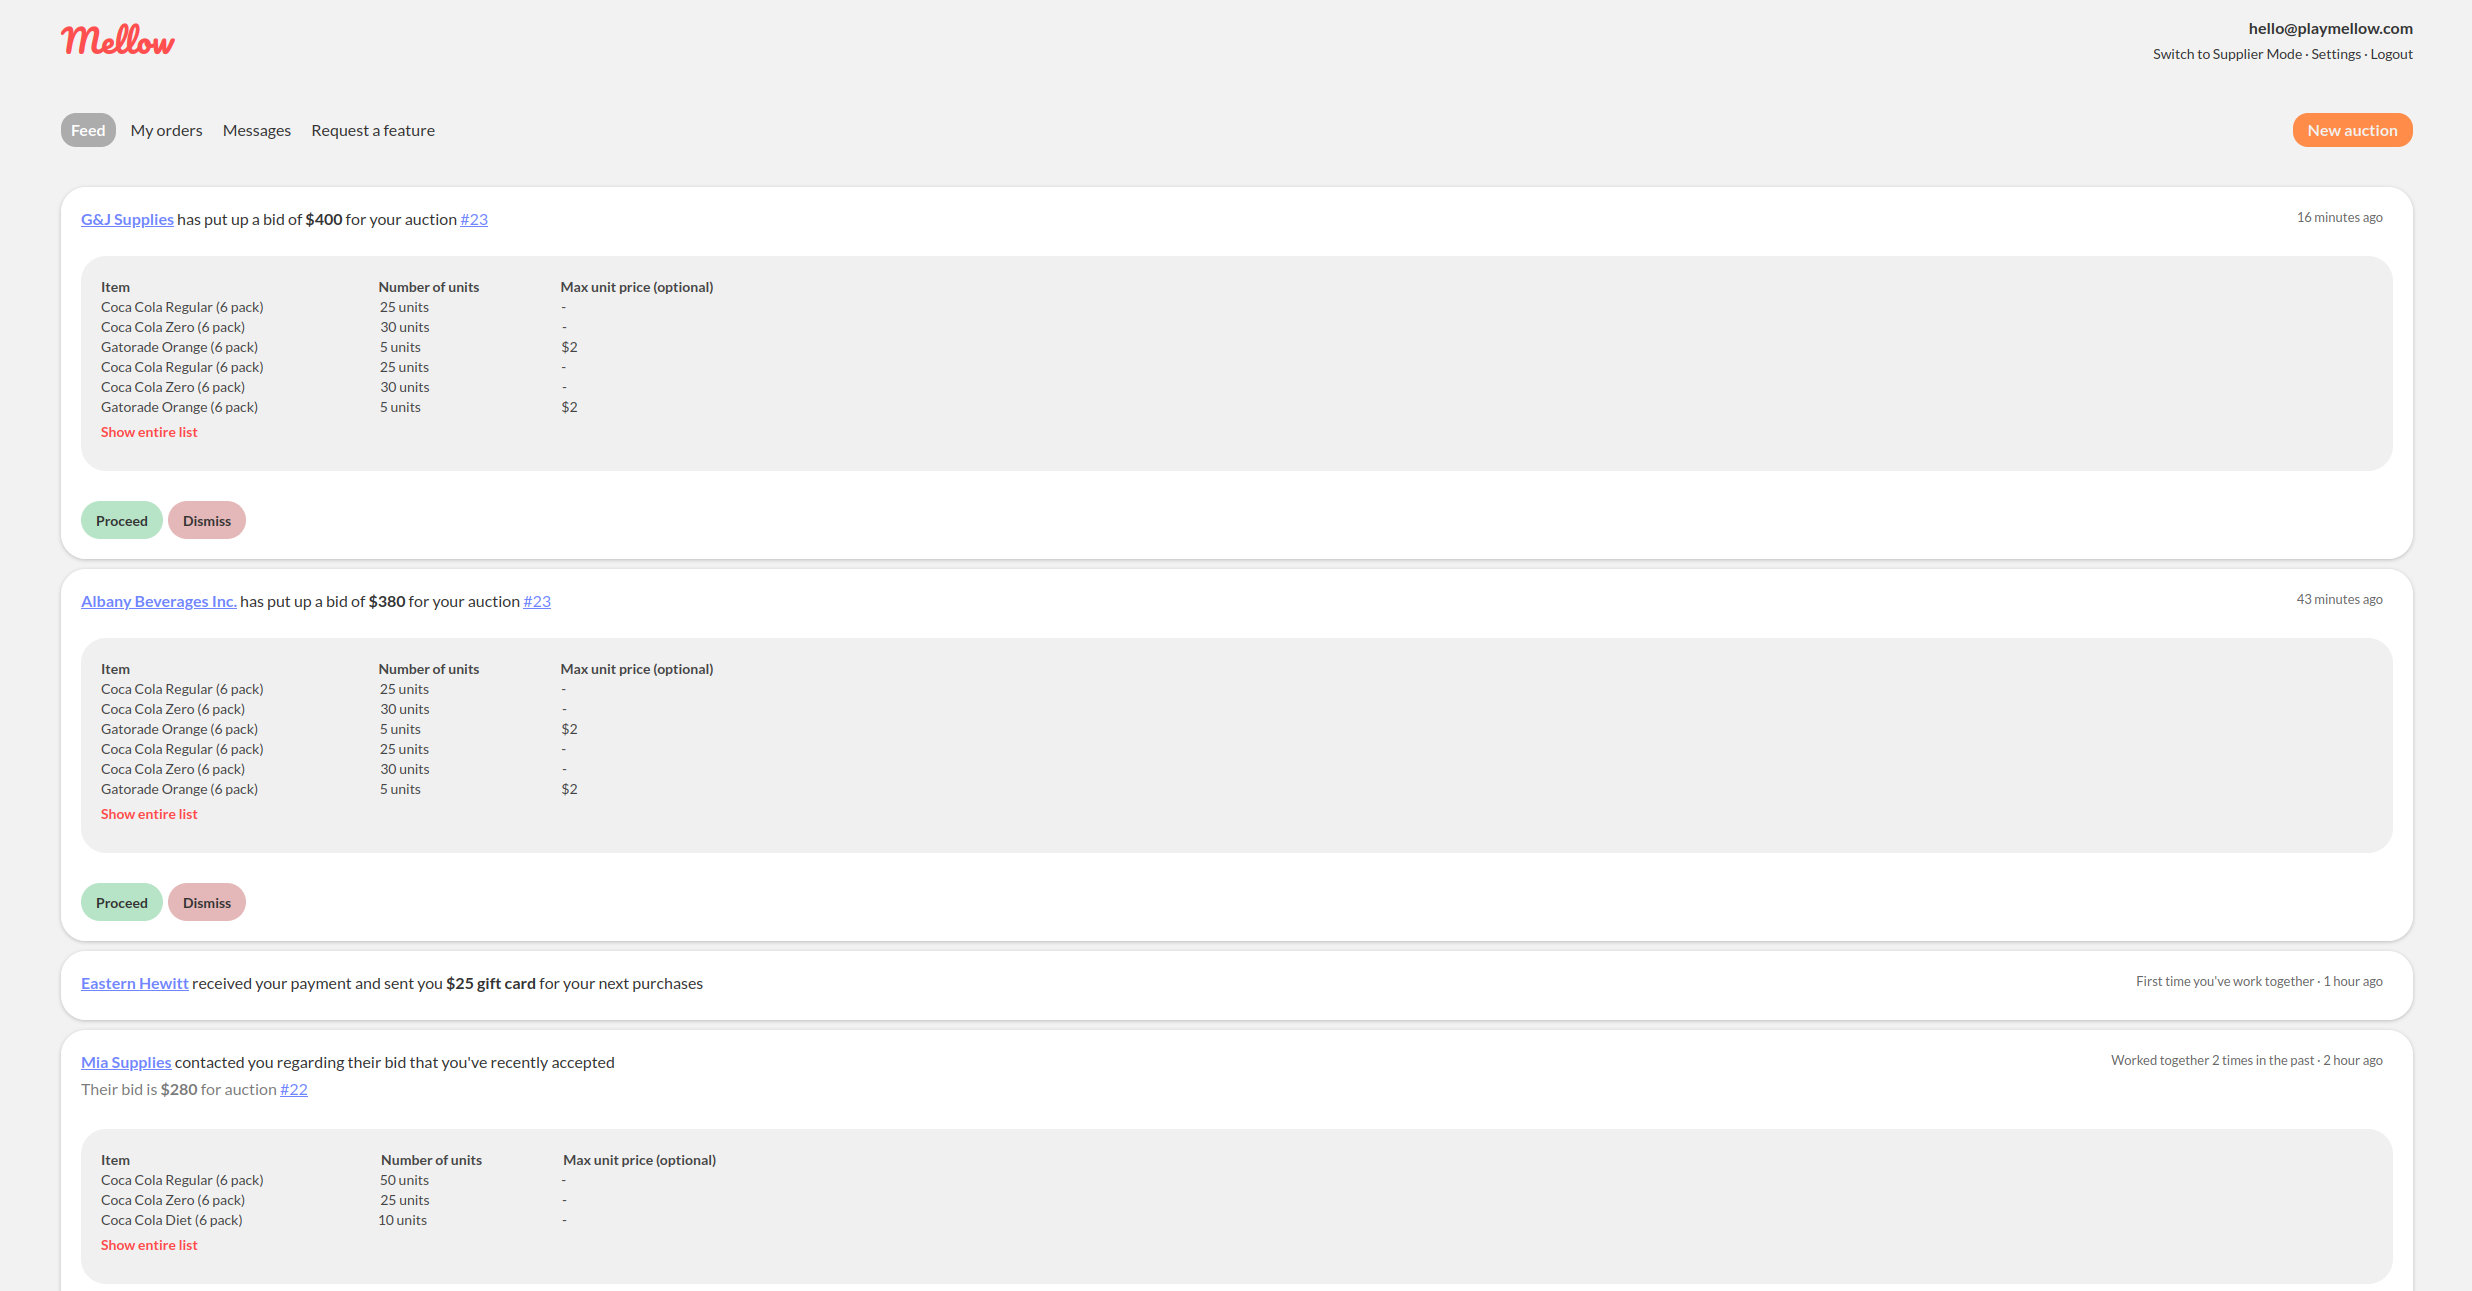 Mellow
hello@playmellow.com
Switch to Supplier Mode · Settings · Logout
Feed My orders Messages Request a feature New auction
G&J Supplies has put up a bid of $400 for your auction #23 16 minutes ago
Item Number of units Max unit price (optional)
Coca Cola Regular (6 pack) 25 units -
Coca Cola Zero (6 pack) 30 units -
Gatorade Orange (6 pack) 5 units $2
Coca Cola Regular (6 pack) 25 units -
Coca Cola Zero (6 pack) 30 units -
Gatorade Orange (6 pack) 5 units $2
Show entire list
Proceed Dismiss
Albany Beverages Inc. has put up a bid of $380 for your auction #23 43 minutes ago
Item Number of units Max unit price (optional)
Coca Cola Regular (6 pack) 25 units -
Coca Cola Zero (6 pack) 30 units -
Gatorade Orange (6 pack) 5 units $2
Coca Cola Regular (6 pack) 25 units -
Coca Cola Zero (6 pack) 30 units -
Gatorade Orange (6 pack) 5 units $2
Show entire list
Proceed Dismiss
Eastern Hewitt received your payment and sent you $25 gift card for your next purchases First time you've work together · 1 hour ago
Mia Supplies contacted you regarding their bid that you've recently accepted Worked together 2 times in the past · 2 hour ago
Their bid is $280 for auction #22
Item Number of units Max unit price (optional)
Coca Cola Regular (6 pack) 50 units -
Coca Cola Zero (6 pack) 25 units -
Coca Cola Diet (6 pack) 10 units -
Show entire list